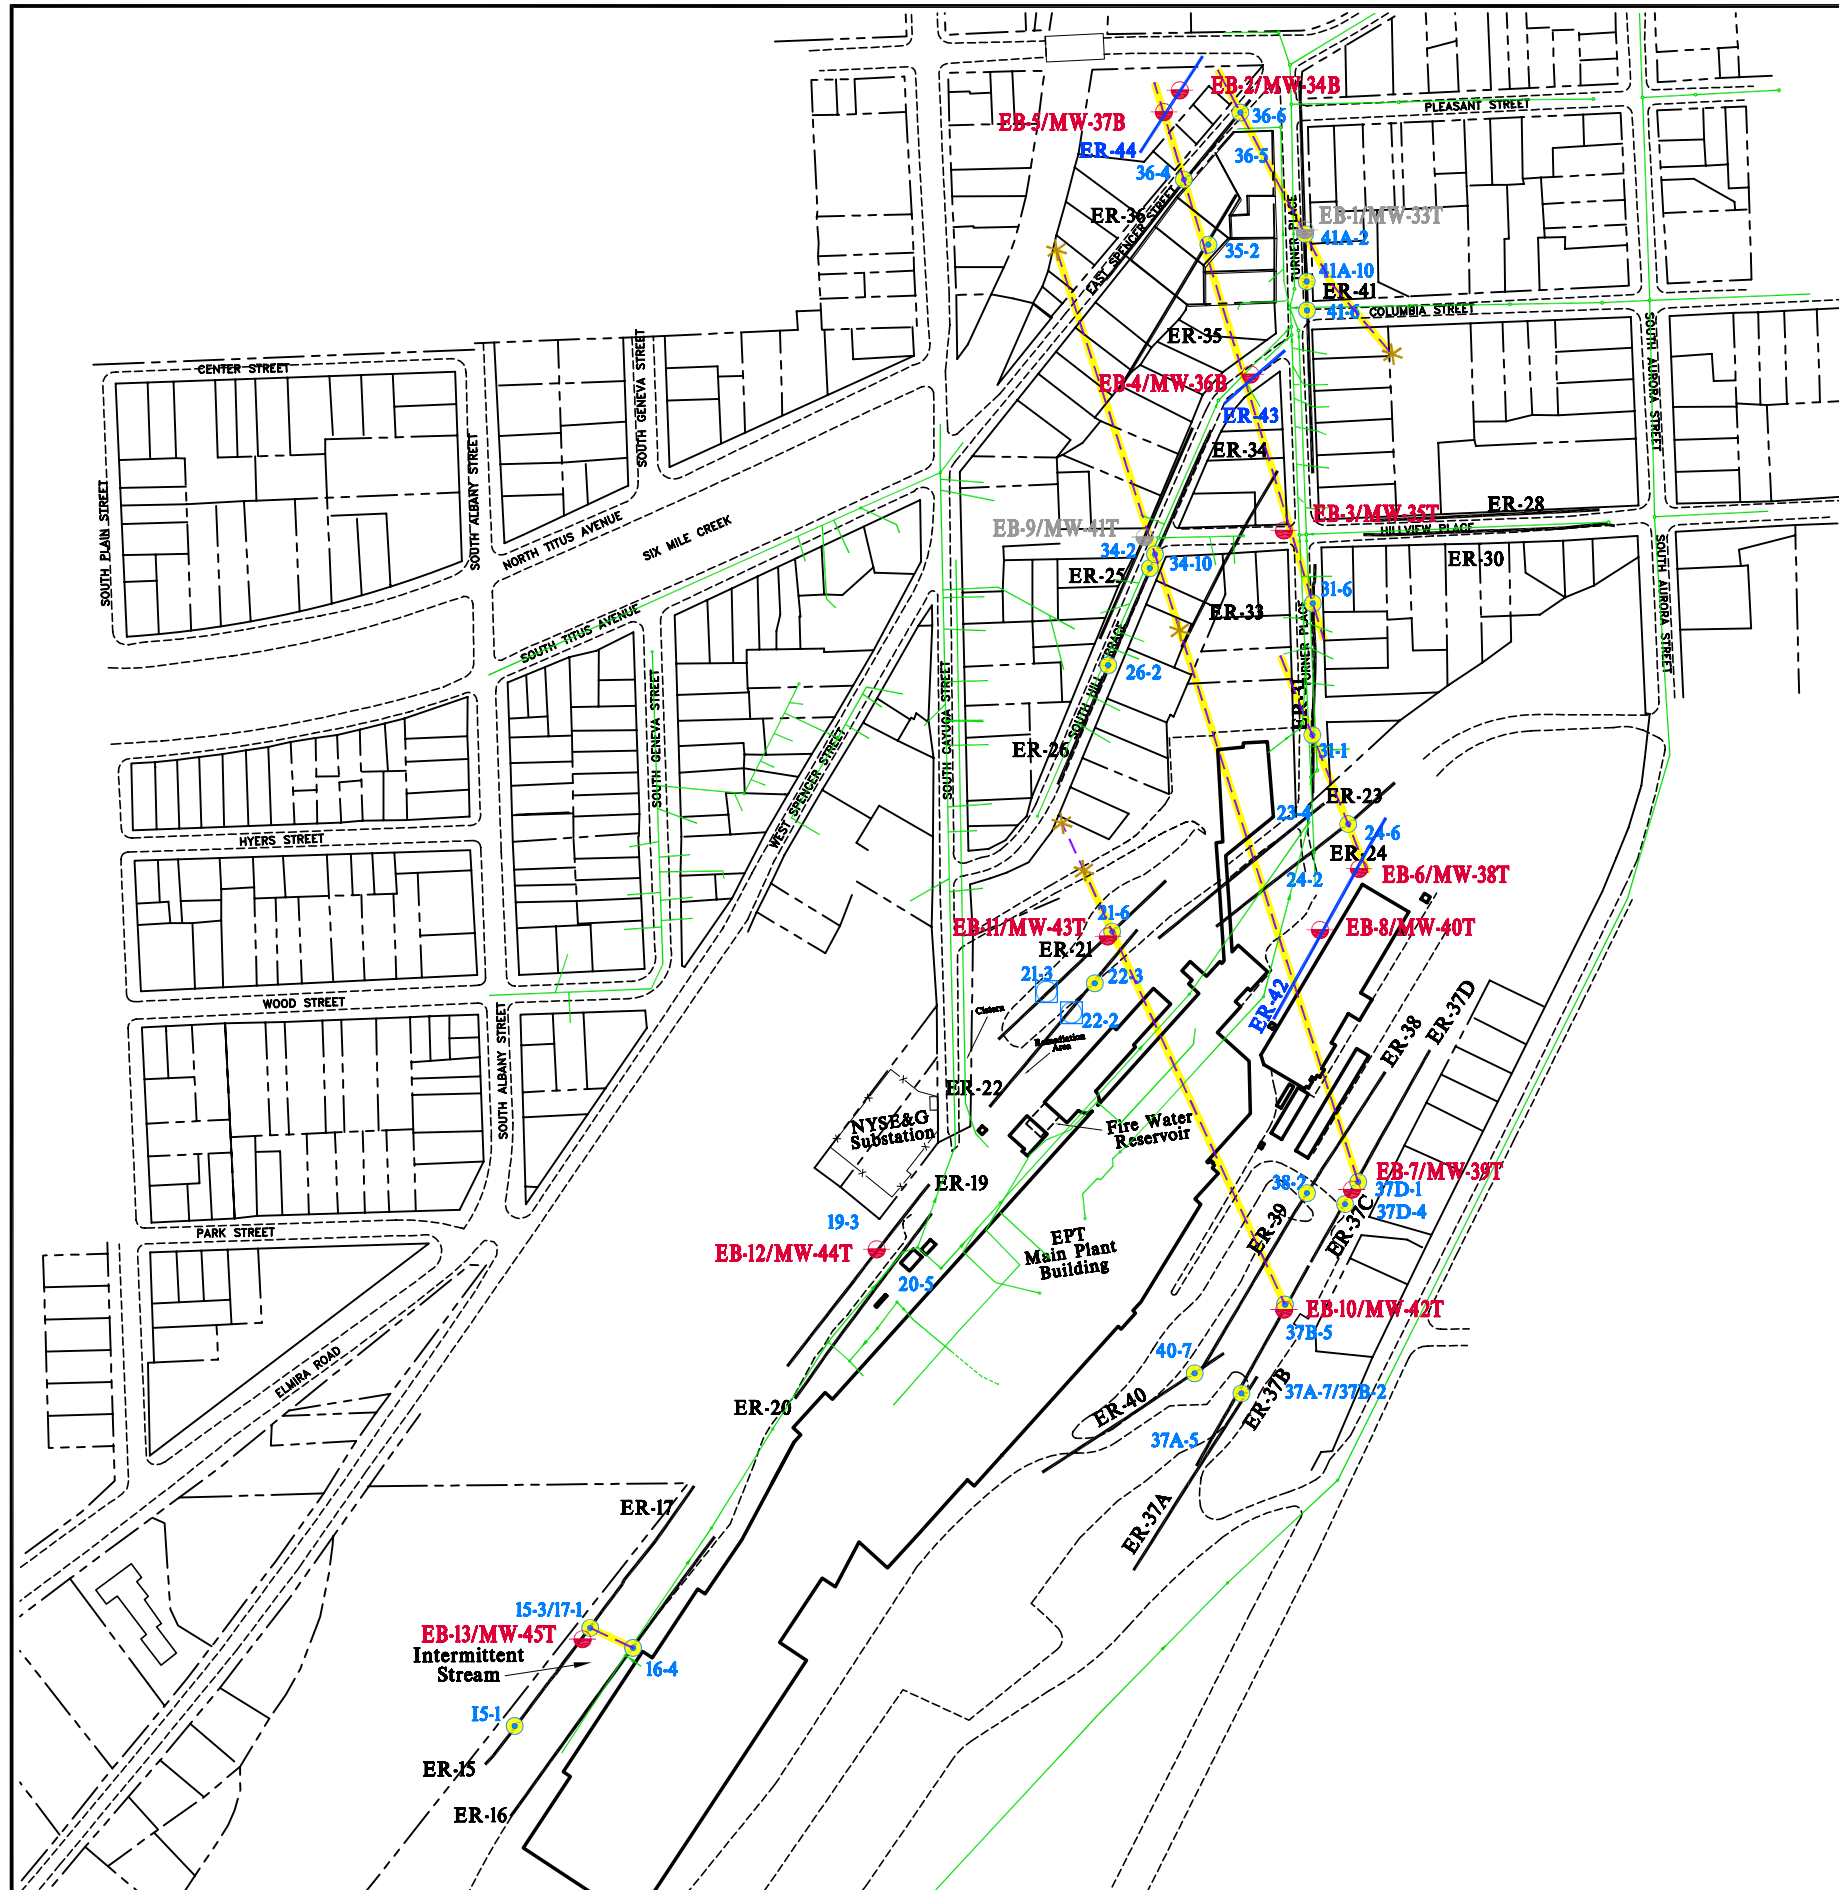 EB-2/MW-34B
PLEASANT STREET
36-6
EB-5/MW-37B
ER-44
36-5
36-4
ER-36
EAST SPENCER STREET
TURNER PLACE
EB-1/MW-33T
41A-2
35-2
41A-10
ER-41
41-6
COLUMBIA STREET
SOUTH AURORA STREET
ER-35
CENTER STREET
SOUTH GENEVA STREET
EB-4/MW-36B
ER-43
ER-34
SOUTH PLAIN STREET
SOUTH ALBANY STREET
NORTH TITUS AVENUE
SIX MILE CREEK
EB-3/MW-35T
ER-28
HILLVIEW PLACE
EB-9/MW-41T
34-2
34-10
ER-25
ER-30
SOUTH AURORA STREET
31-6
ER-33
TURNER PLACE
SOUTH TITUS AVENUE
26-2
SOUTH HILL TERRACE
SOUTH GENEVA STREET
SOUTH CAYUGA STREET
ER-31
ER-26
31-1
WEST SPENCER STREET
ER-23
23-4
24-6
HYERS STREET
ER-24
24-2
EB-6/MW-38T
21-6
EB-11/MW-43T
EB-8/MW-40T
ER-21
21-3
22-3
WOOD STREET
Cistern
22-2
ER-42
ER-37D
SOUTH ALBANY STREET
Remediation
Area
ER-38
ER-22
NYSE&G
Substation
Fire Water
Reservoir
EB-7/MW-39T
ER-19
38-2
37D-1
37D-4
19-3
PARK STREET
ER-39
ER-37C
EB-12/MW-44T
EPT
Main Plant
Building
20-5
EB-10/MW-42T
37B-5
40-7
ELMIRA ROAD
37A-7/37B-2
ER-37B
ER-40
ER-20
37A-5
ER-17
ER-37A
15-3/17-1
EB-13/MW-45T
Intermittent
Stream
16-4
15-1
ER-15
ER-16